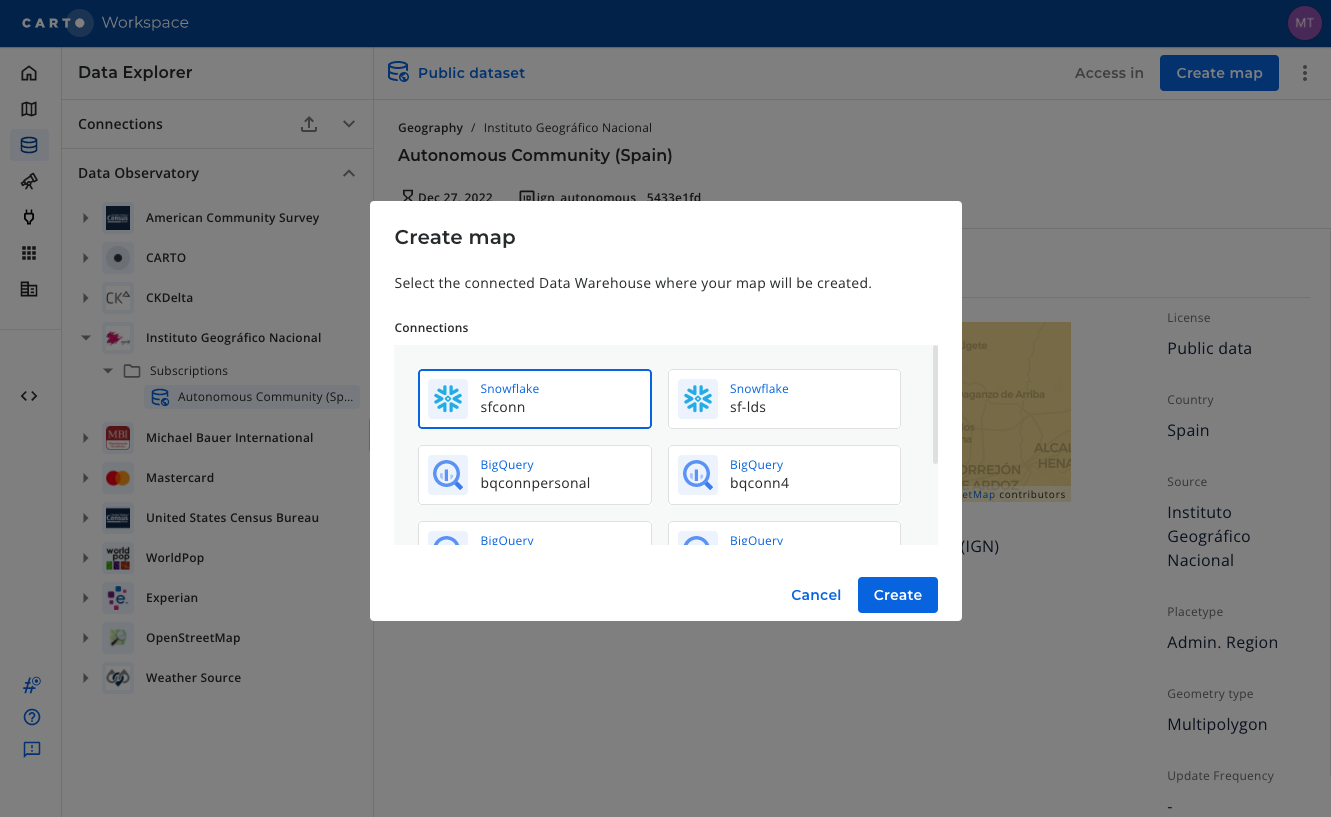 CARTO Workspace
MT
Data Explorer
Public dataset
Access in
Create map
Connections
Data Observatory
American Community Survey
CARTO
CKDelta
Instituto Geográfico Nacional
Subscriptions
Autonomous Community (Sp...
Michael Bauer International
Mastercard
United States Census Bureau
WorldPop
Experian
OpenStreetMap
Weather Source
Geography / Instituto Geográfico Nacional
Autonomous Community (Spain)
Dec 27, 2022
ign_autonomous_5433e1fd
Create map
Select the connected Data Warehouse where your map will be created.
Connections
Snowflake
sfconn
Snowflake
sf-lds
BigQuery
bqconnpersonal
BigQuery
bqconn4
BigQuery
BigQuery
Cancel
Create
contributors
(IGN)
License
Public data
Country
Spain
Source
Instituto
Geográfico
Nacional
Placetype
Admin. Region
Geometry type
Multipolygon
Update Frequency
-